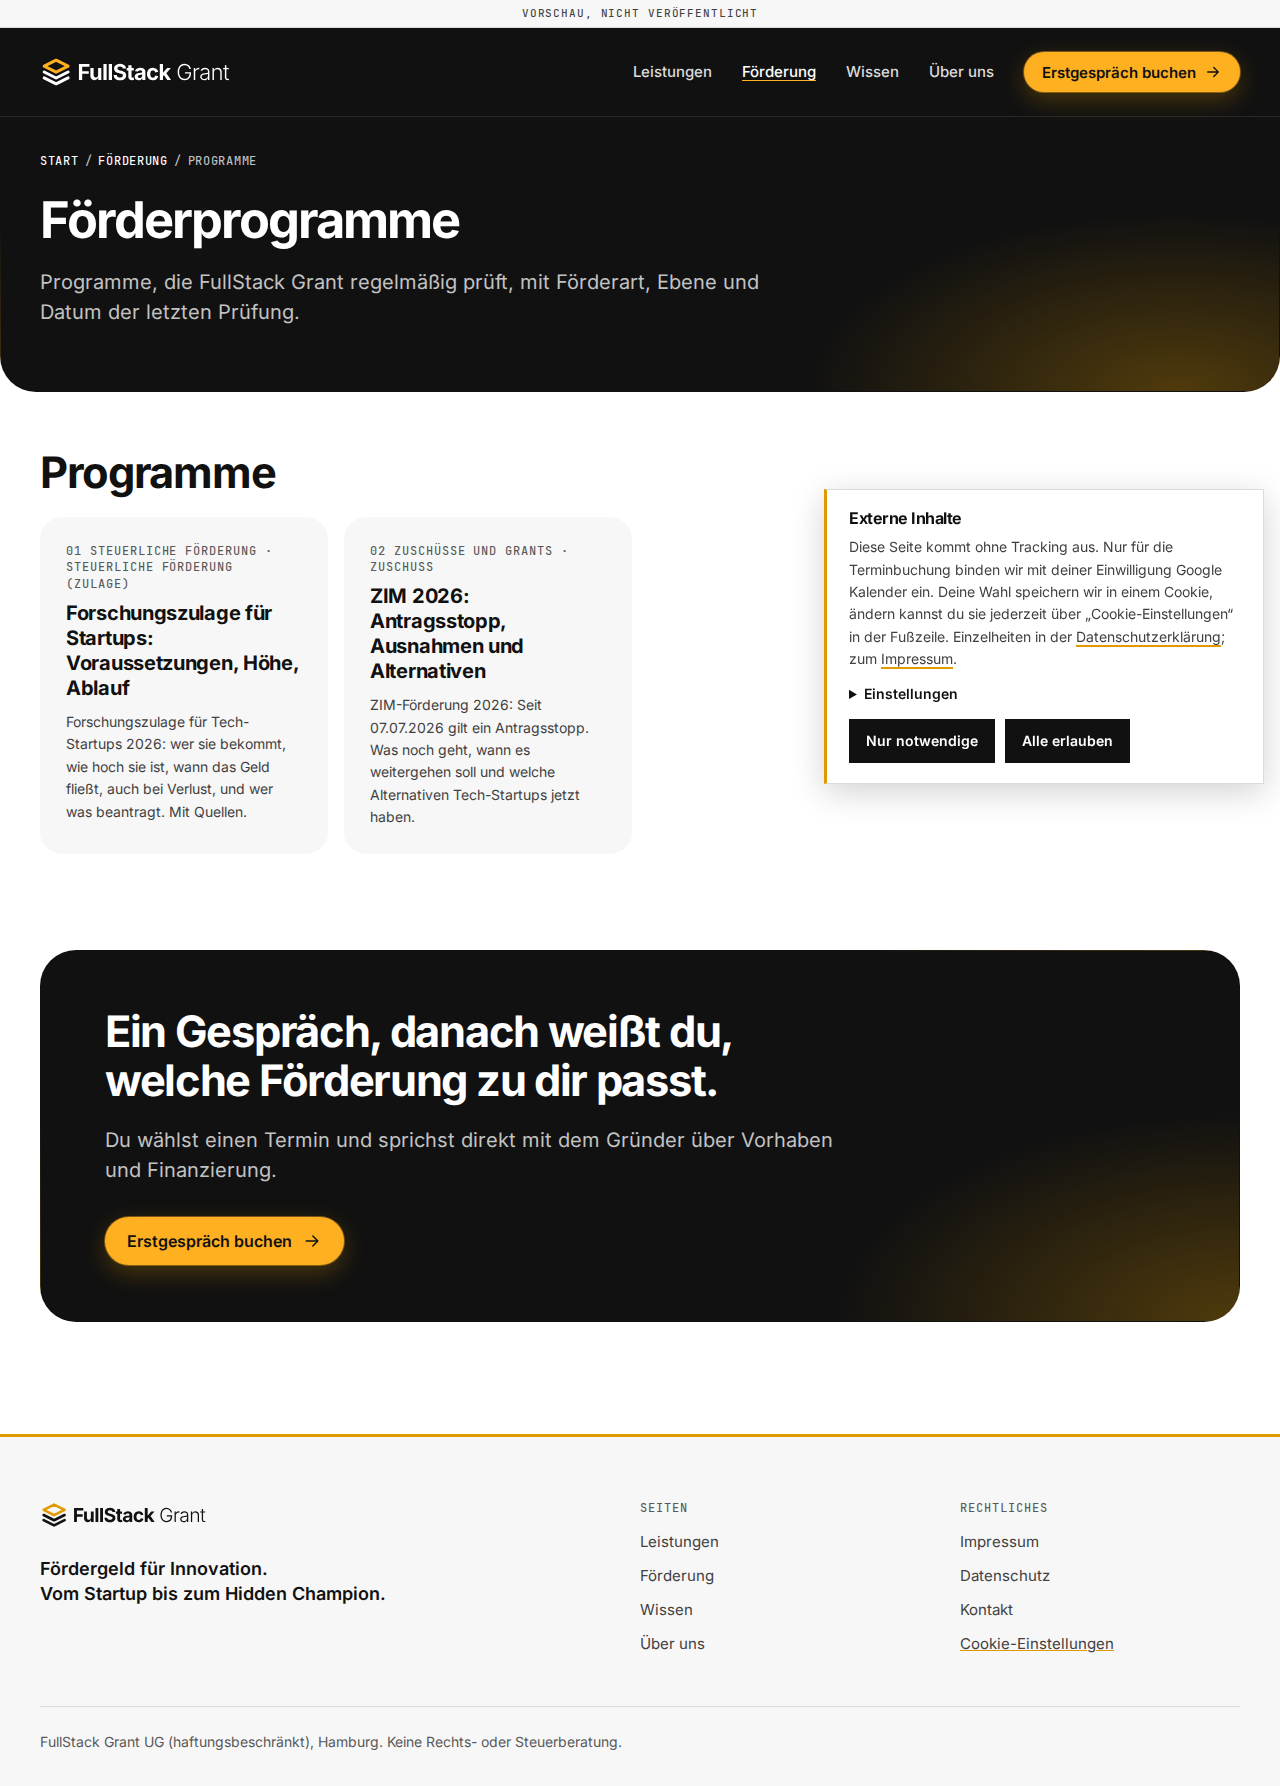 VORSCHAU, NICHT VERÖFFENTLICHT
FullStack Grant
Leistungen
Förderung
Wissen
Über uns
Erstgespräch buchen →
START / FÖRDERUNG / PROGRAMME
Förderprogramme
Programme, die FullStack Grant regelmäßig prüft, mit Förderart, Ebene und
Datum der letzten Prüfung.
Programme
01 STEUERLICHE FÖRDERUNG ·
STEUERLICHE FÖRDERUNG
(ZULAGE)
Forschungszulage für
Startups:
Voraussetzungen, Höhe,
Ablauf
Forschungszulage für Tech-
Startups 2026: wer sie bekommt,
wie hoch sie ist, wann das Geld
fließt, auch bei Verlust, und wer
was beantragt. Mit Quellen.
02 ZUSCHÜSSE UND GRANTS ·
ZUSCHUSS
ZIM 2026:
Antragsstopp,
Ausnahmen und
Alternativen
ZIM-Förderung 2026: Seit
07.07.2026 gilt ein Antragsstopp.
Was noch geht, wann es
weitergehen soll und welche
Alternativen Tech-Startups jetzt
haben.
Externe Inhalte
Diese Seite kommt ohne Tracking aus. Nur für die
Terminbuchung binden wir mit deiner Einwilligung Google
Kalender ein. Deine Wahl speichern wir in einem Cookie,
ändern kannst du sie jederzeit über „Cookie-Einstellungen“
in der Fußzeile. Einzelheiten in der Datenschutzerklärung;
zum Impressum.
▶ Einstellungen
Nur notwendige
Alle erlauben
Ein Gespräch, danach weißt du,
welche Förderung zu dir passt.
Du wählst einen Termin und sprichst direkt mit dem Gründer über Vorhaben
und Finanzierung.
Erstgespräch buchen →
FullStack Grant
Fördergeld für Innovation.
Vom Startup bis zum Hidden Champion.
SEITEN
Leistungen
Förderung
Wissen
Über uns
RECHTLICHES
Impressum
Datenschutz
Kontakt
Cookie-Einstellungen
FullStack Grant UG (haftungsbeschränkt), Hamburg. Keine Rechts- oder Steuerberatung.